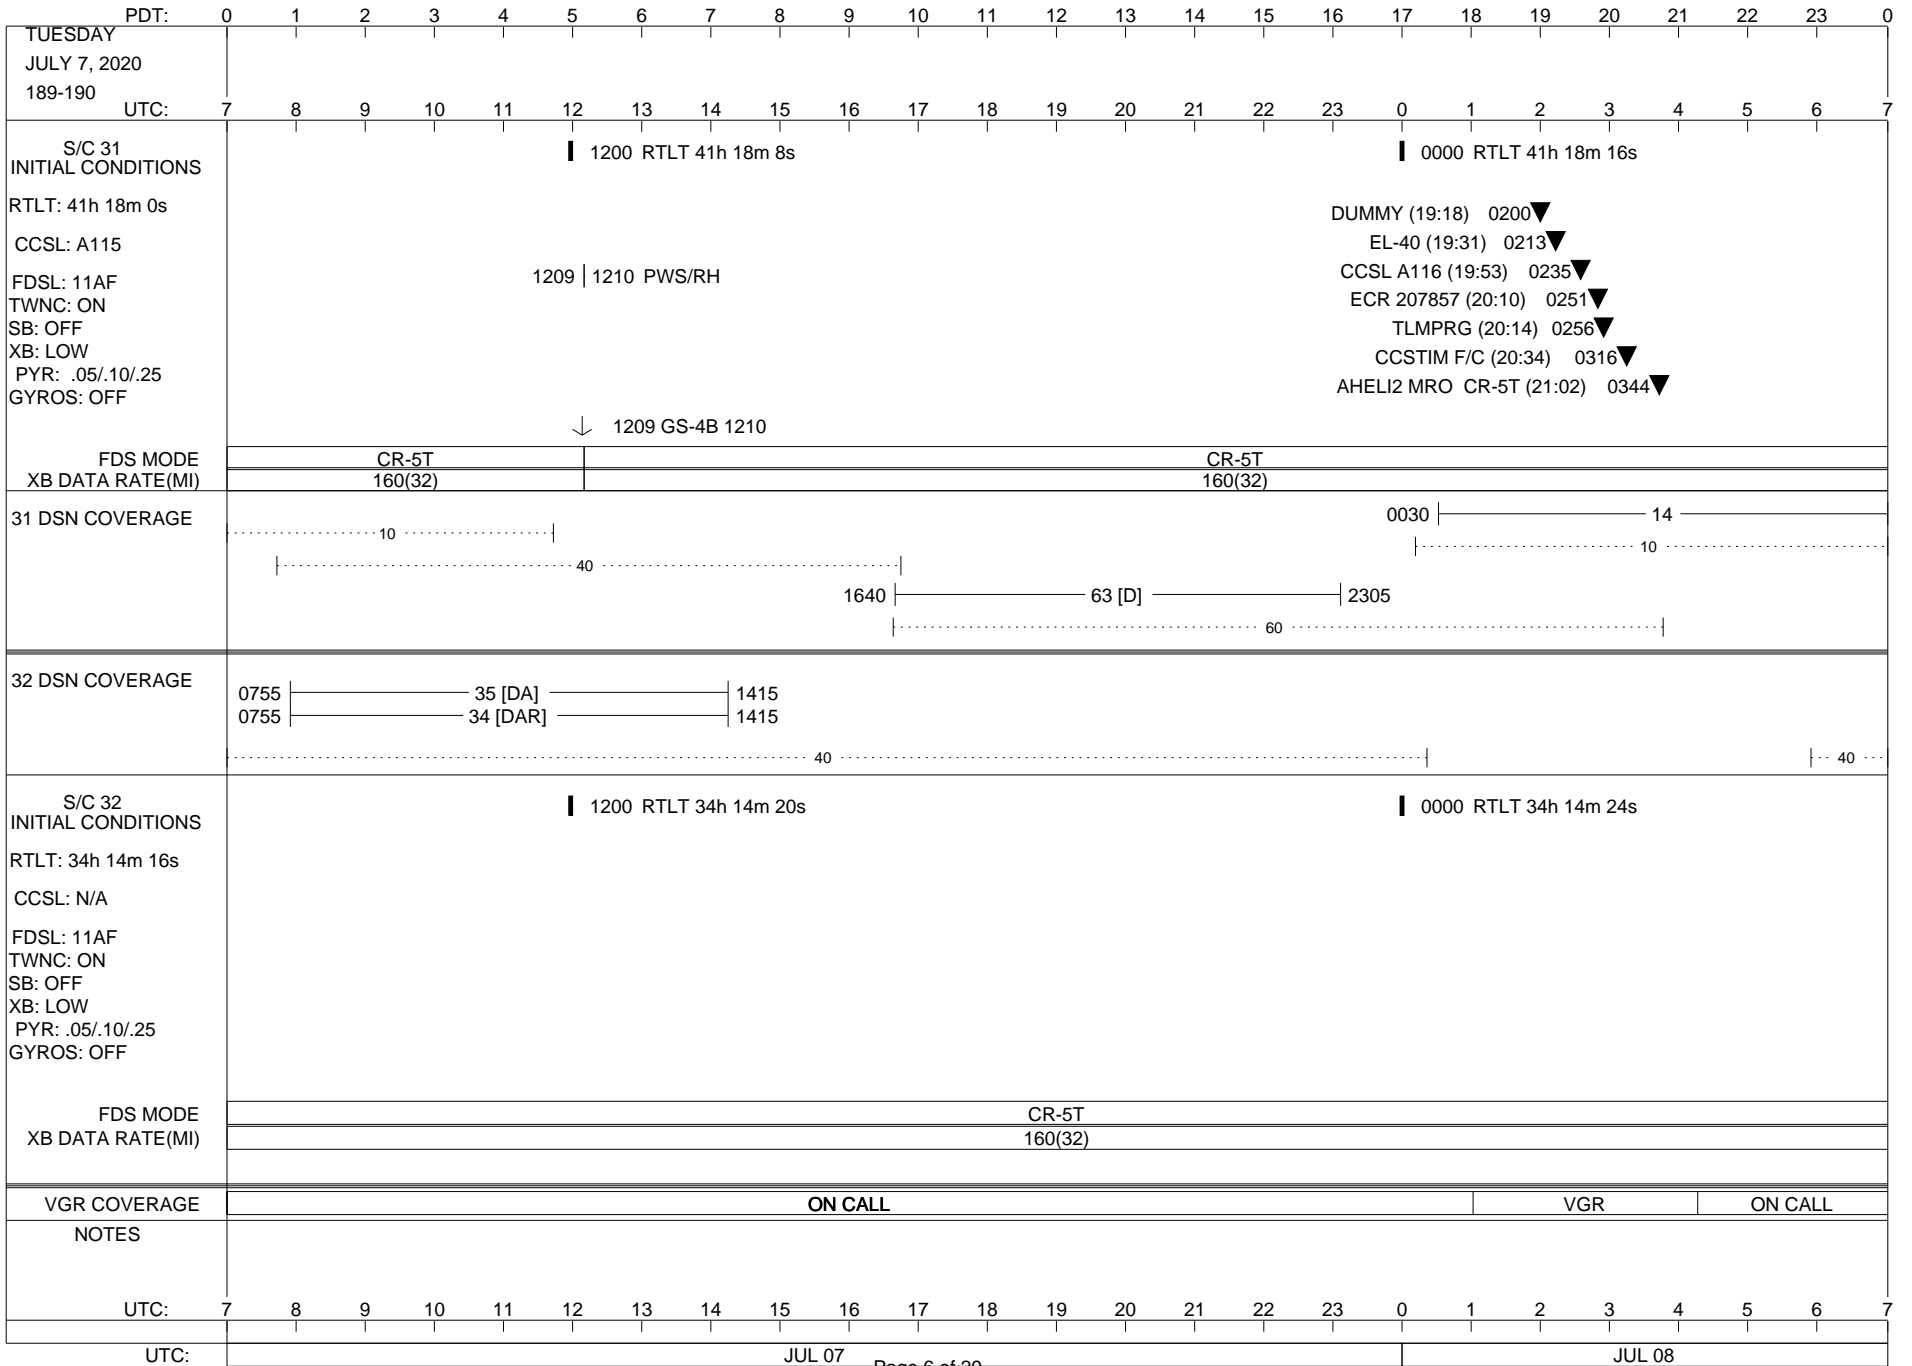 PDT: 0 1 2 3 4 5 6 7 8 9 10 11 12 13 14 15 16 17 18 19 20 21 22 23 0
TUESDAY
JULY 7, 2020
189-190
UTC: 7 8 9 10 11 12 13 14 15 16 17 18 19 20 21 22 23 0 1 2 3 4 5 6 7
S/C 31
INITIAL CONDITIONS
1200 RTLT 41h 18m 8s
0000 RTLT 41h 18m 16s
RTLT: 41h 18m 0s
CCSL: A115
FDSL: 11AF
TWNC: ON
SB: OFF
XB: LOW
PYR: .05/.10/.25
GYROS: OFF
1209 1210 PWS/RH
DUMMY (19:18) 0200
EL-40 (19:31) 0213
CCSL A116 (19:53) 0235
ECR 207857 (20:10) 0251
TLMPRG (20:14) 0256
CCSTIM F/C (20:34) 0316
AHELI2 MRO CR-5T (21:02) 0344
1209 GS-4B 1210
FDS MODE CR-5T CR-5T
XB DATA RATE(MI) 160(32) 160(32)
31 DSN COVERAGE
0030 14
10 10
40
1640 63 [D] 2305
60
32 DSN COVERAGE
0755 35 [DA] 1415
0755 34 [DAR] 1415
40 40
S/C 32
INITIAL CONDITIONS
1200 RTLT 34h 14m 20s
0000 RTLT 34h 14m 24s
RTLT: 34h 14m 16s
CCSL: N/A
FDSL: 11AF
TWNC: ON
SB: OFF
XB: LOW
PYR: .05/.10/.25
GYROS: OFF
FDS MODE CR-5T
XB DATA RATE(MI) 160(32)
VGR COVERAGE ON CALL VGR ON CALL
NOTES
UTC: 7 8 9 10 11 12 13 14 15 16 17 18 19 20 21 22 23 0 1 2 3 4 5 6 7
UTC: JUL 07 JUL 08
Page 6 of 29